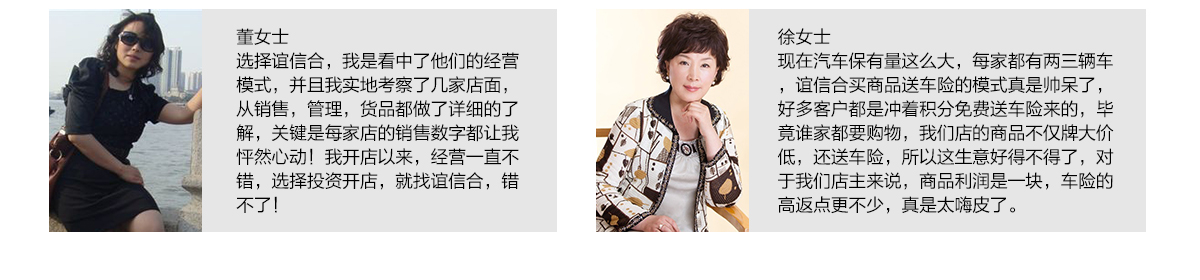 董女士
选择谊信合，我是看中了他们的经营
模式，并且我实地考察了几家店面，
从销售，管理，货品都做了详细的了
解，关键是每家店的销售数字都让我
怦然心动！我开店以来，经营一直不
错，选择投资开店，就找谊信合，错
不了！
徐女士
现在汽车保有量这么大，每家都有两三辆车
，谊信合买商品送车险的模式真是帅呆了，
好多客户都是冲着积分免费送车险来的，毕
竟谁家都要购物，我们店的商品不仅牌大价
低，还送车险，所以这生意好得不得了，对
于我们店主来说，商品利润是一块，车险的
高返点更不少，真是太嗨皮了。